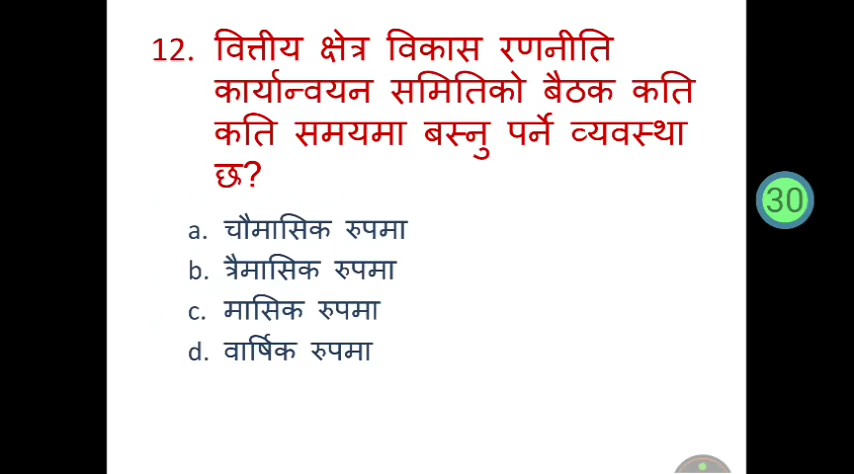 12. वित्तीय क्षेत्र विकास रणनीति
कार्यान्वयन समितिको बैठक कति
कति समयमा बस्नु पर्ने व्यवस्था
छ?
30
a. चौमासिक रुपमा
b. त्रैमासिक रुपमा
c. मासिक रुपमा
d. वार्षिक रुपमा